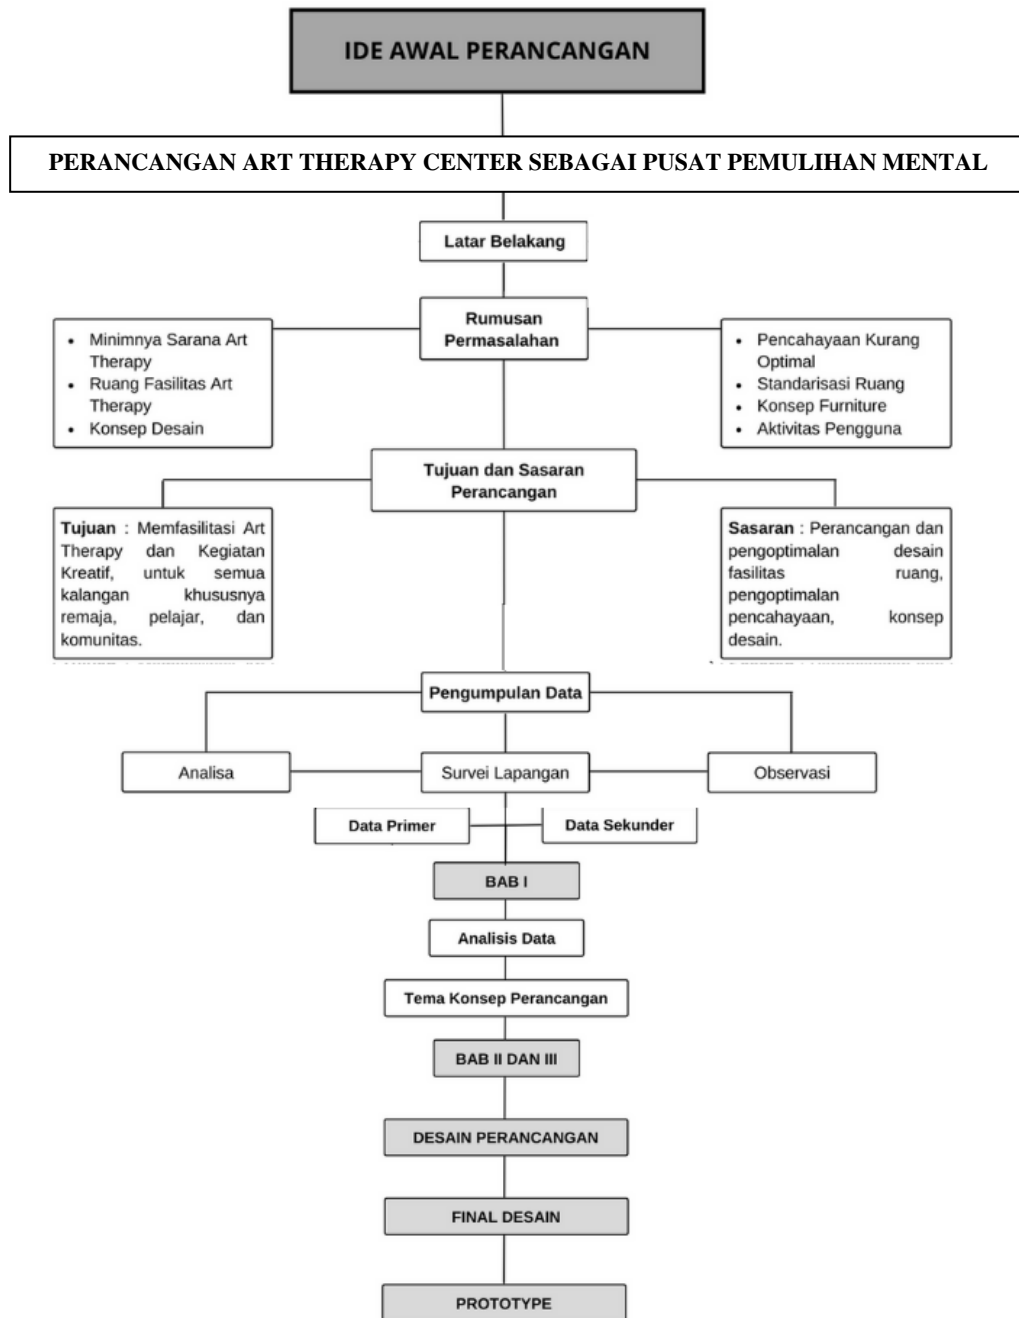 IDE AWAL PERANCANGAN
PERANCANGAN ART THERAPY CENTER SEBAGAI PUSAT PEMULIHAN MENTAL
Latar Belakang
Rumusan
Permasalahan
• Minimnya Sarana Art
Therapy
• Ruang Fasilitas Art
Therapy
• Konsep Desain
• Pencahayaan Kurang
Optimal
• Standarisasi Ruang
• Konsep Furniture
• Aktivitas Pengguna
Tujuan dan Sasaran
Perancangan
Tujuan : Memfasilitasi Art
Therapy dan Kegiatan
Kreatif, untuk semua
kalangan khususnya
remaja, pelajar, dan
komunitas.
Sasaran : Perancangan dan
pengoptimalan desain
fasilitas ruang,
pengoptimalan
pencahayaan, konsep
desain.
Pengumpulan Data
Analisa
Survei Lapangan
Observasi
Data Primer
Data Sekunder
BAB I
Analisis Data
Tema Konsep Perancangan
BAB II DAN III
DESAIN PERANCANGAN
FINAL DESAIN
PROTOTYPE